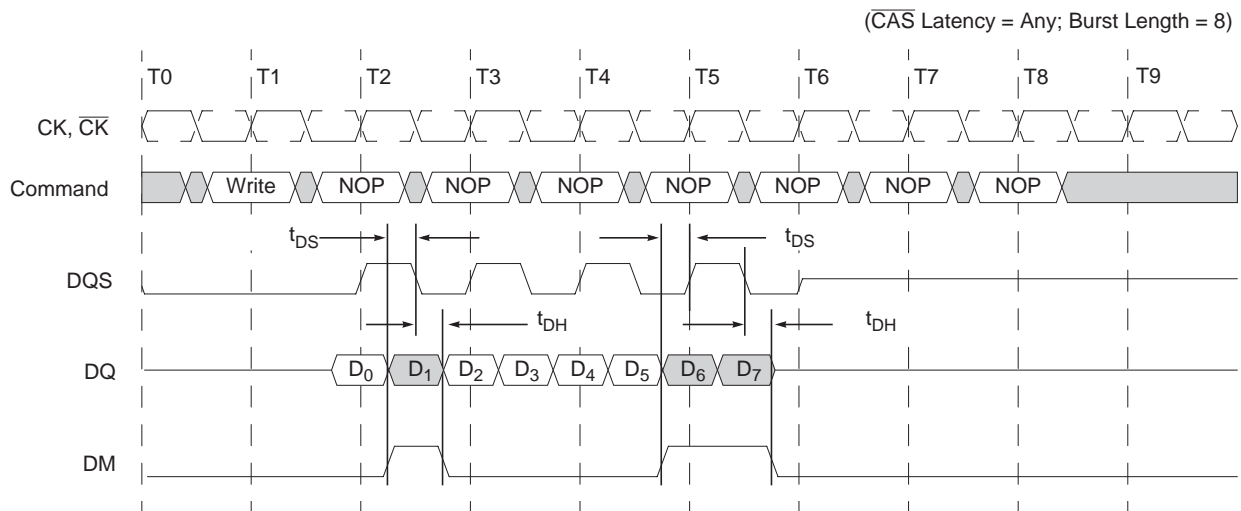 (C̅A̅S̅ Latency = Any; Burst Length = 8)
T0 T1 T2 T3 T4 T5 T6 T7 T8 T9
CK, C̅K̅
Command Write NOP NOP NOP NOP NOP NOP NOP
tDS tDS
DQS
tDH tDH
DQ D0 D1 D2 D3 D4 D5 D6 D7
DM